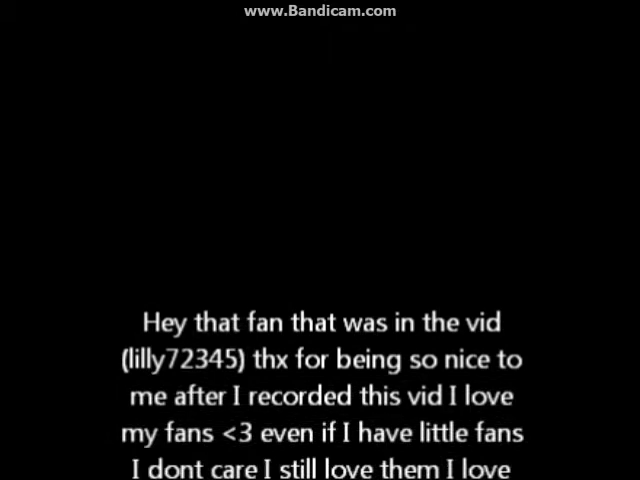 www.Bandicam.com
Hey that fan that was in the vid
(lilly72345) thx for being so nice to
me after I recorded this vid I love
my fans <3 even if I have little fans
I dont care I still love them I love